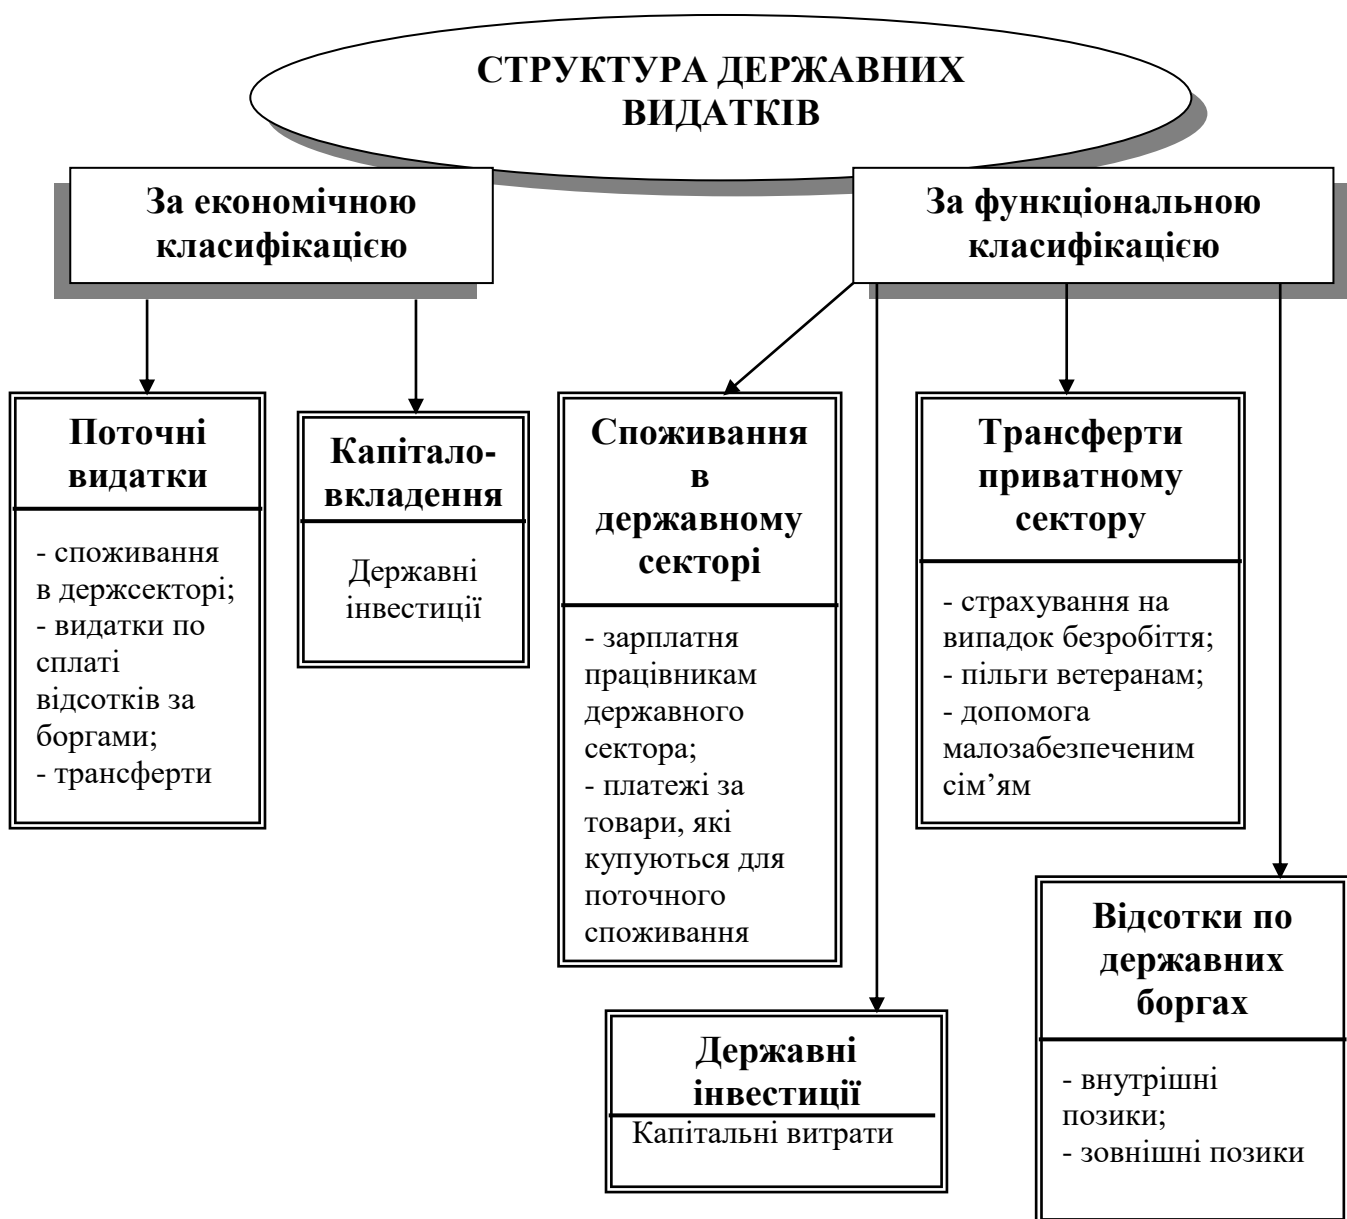 СТРУКТУРА ДЕРЖАВНИХ
ВИДАТКІВ
За економічною
класифікацією
За функціональною
класифікацією
Поточні
видатки
- споживання
в держсекторі;
- видатки по
сплаті
відсотків за
боргами;
- трансферти
Капітало-
вкладення
Державні
інвестиції
Споживання
в
державному
секторі
- зарплатня
працівникам
державного
сектора;
- платежі за
товари, які
купуються для
поточного
споживання
Трансферти
приватному
сектору
- страхування на
випадок безробіття;
- пільги ветеранам;
- допомога
малозабезпеченим
сім’ям
Державні
інвестиції
Капітальні витрати
Відсотки по
державних
боргах
- внутрішні
позики;
- зовнішні позики